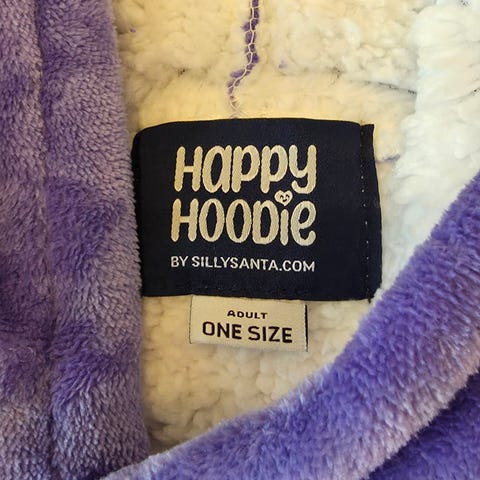 Happy
Hoodie
BY SILLYSANTA.COM
ADULT
ONE SIZE